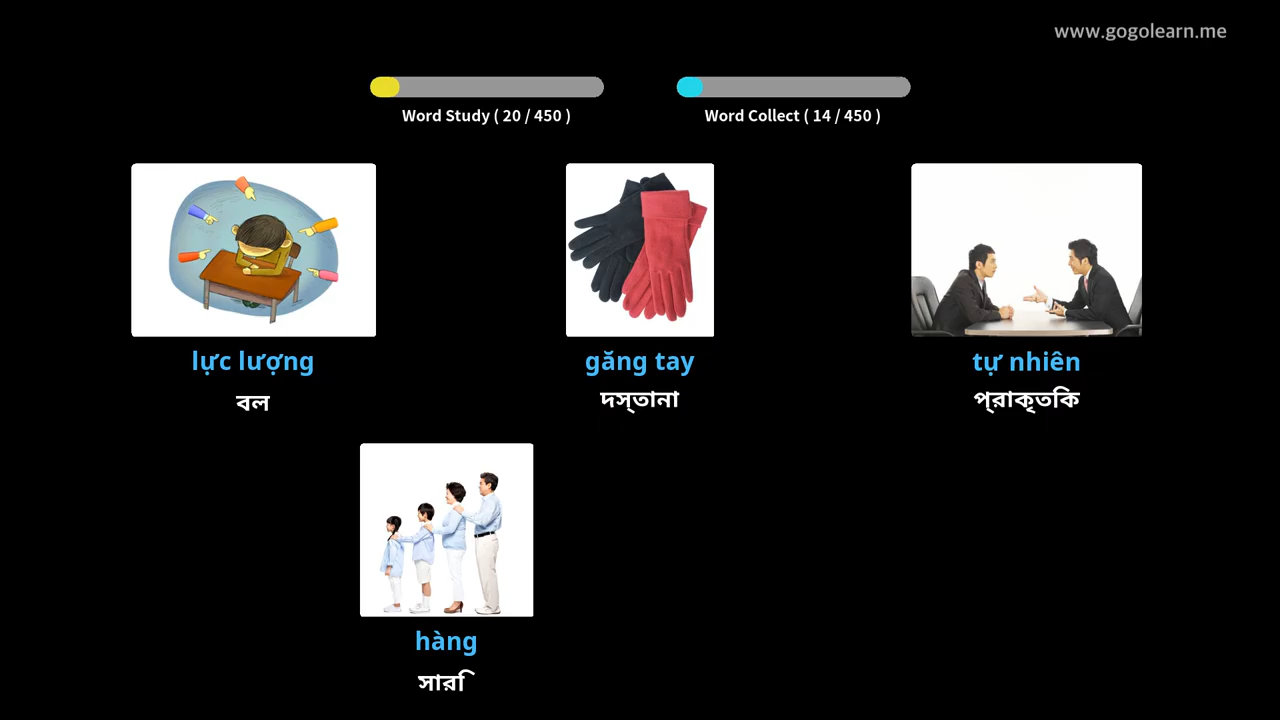 www.gogolearn.me
Word Study ( 20 / 450 )
Word Collect ( 14 / 450 )
lực lượng
găng tay
tự nhiên
বল
দস্তানা
প্রাকৃতিক
hàng
সারি